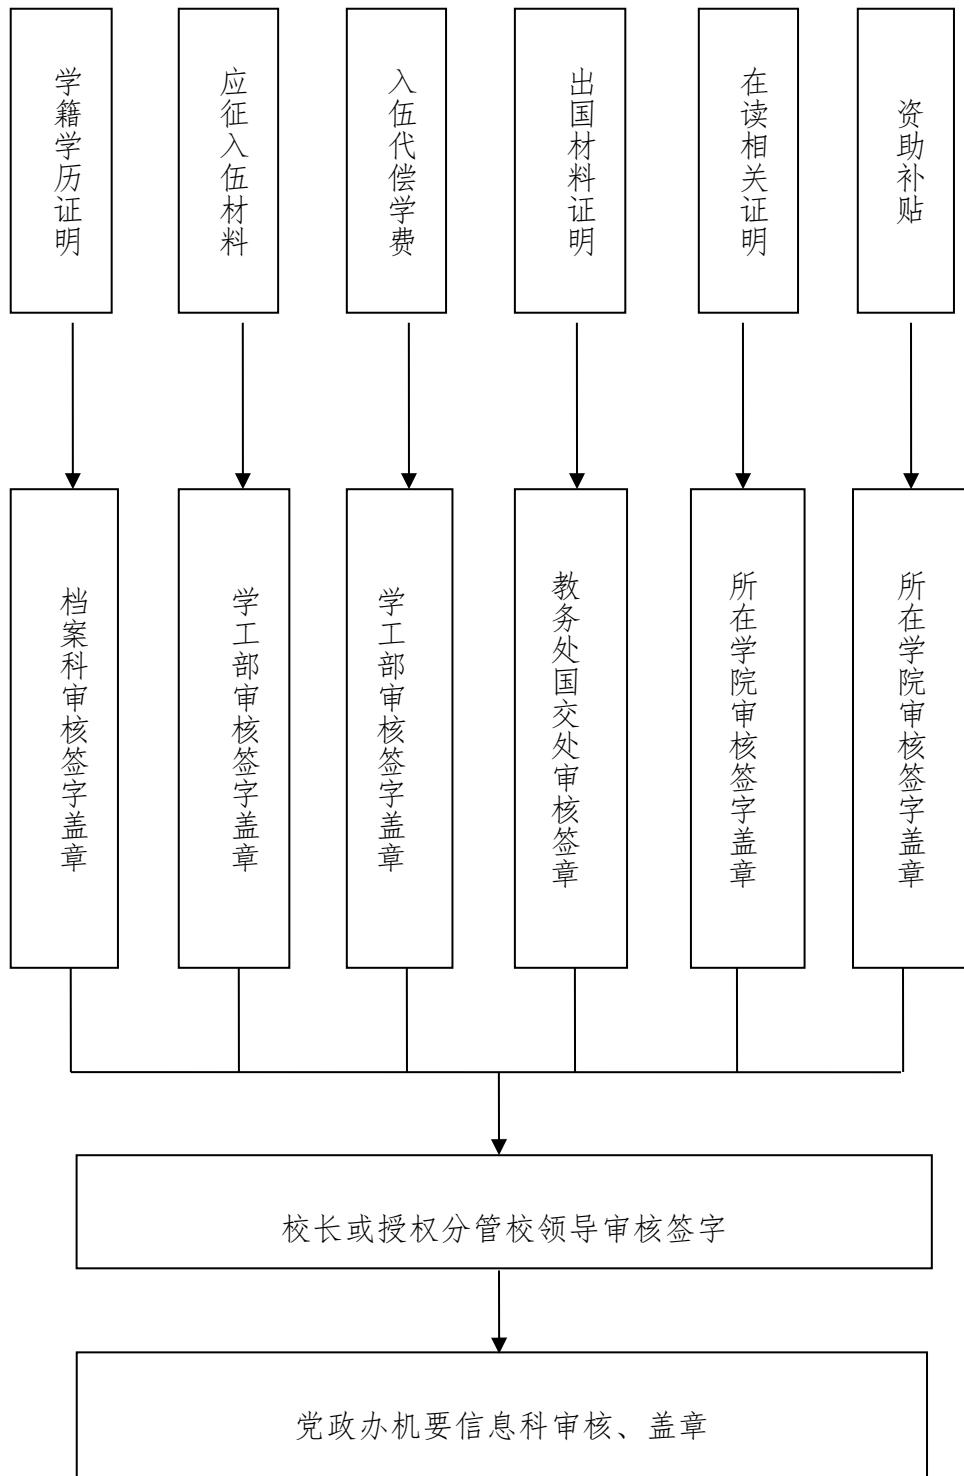 学籍学历证明
应征入伍材料
入伍代偿学费
出国材料证明
在读相关证明
资助补贴
档案科审核签字盖章
学工部审核签字盖章
学工部审核签字盖章
教务处国交处审核签章
所在学院审核签字盖章
所在学院审核签字盖章
校长或授权分管校领导审核签字
党政办机要信息科审核、盖章